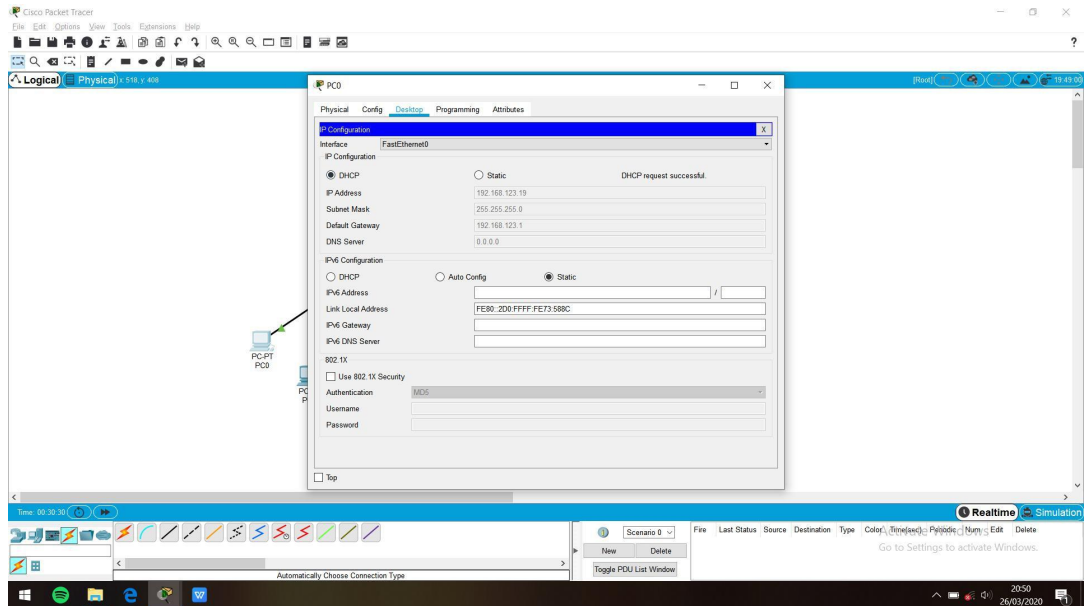 Cisco Packet Tracer
File Edit Options View Tools Extensions Help
?
Logical Physical x: 518, y: 408 [Root] 19:49:00
PC0
Physical Config Desktop Programming Attributes
IP Configuration X
Interface FastEthernet0
IP Configuration
DHCP Static DHCP request successful.
IP Address 192.168.123.19
Subnet Mask 255.255.255.0
Default Gateway 192.168.123.1
DNS Server 0.0.0.0
IPv6 Configuration
DHCP Auto Config Static
IPv6 Address /
Link Local Address FE80::2D0:FFFF:FE73:588C
IPv6 Gateway
IPv6 DNS Server
802.1X
Use 802.1X Security
Authentication MD5
Username
Password
Top
PC-PT
PC0
PC
P
Time: 00:30:30 Realtime Simulation
Scenario 0
New Delete
Toggle PDU List Window
Fire Last Status Source Destination Type Color Time(sec) Periodic Num Edit Delete
Activate Windows
Go to Settings to activate Windows.
Automatically Choose Connection Type
20:50
26/03/2020
1